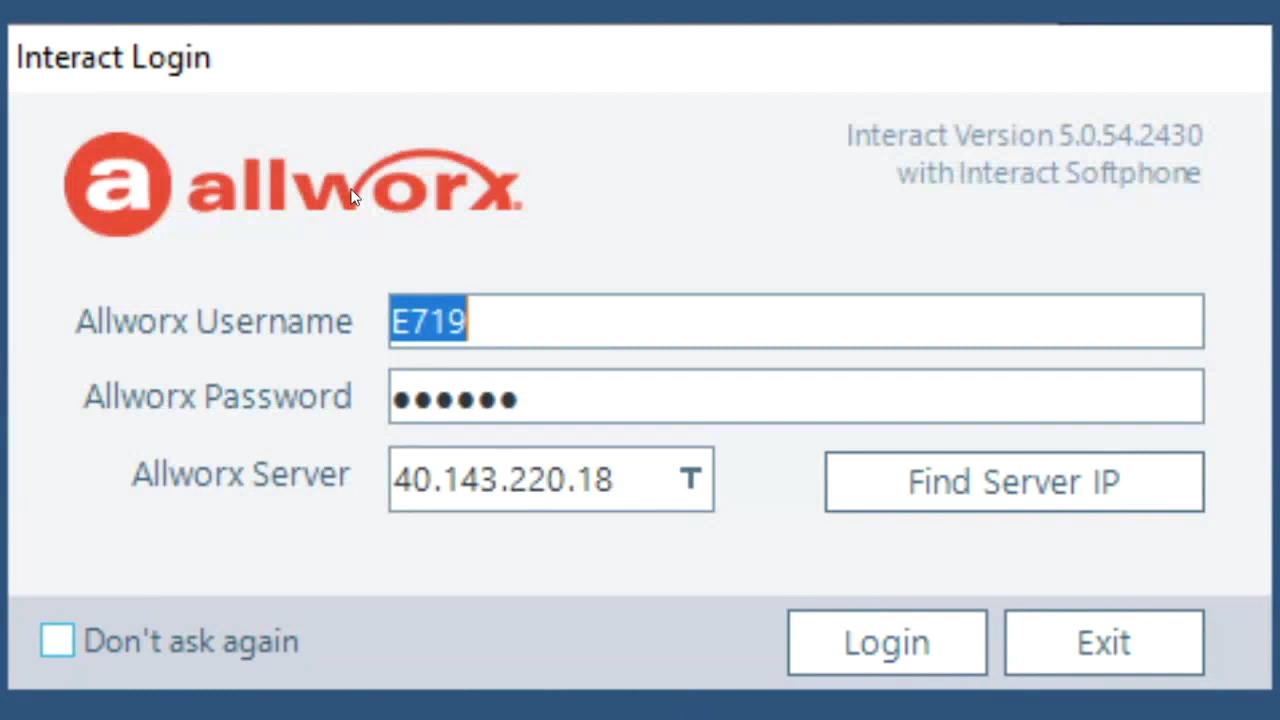 Interact Login
a allworx.
Interact Version 5.0.54.2430
with Interact Softphone
Allworx Username E719
Allworx Password ●●●●●●
Allworx Server 40.143.220.18 Find Server IP
Don't ask again Login Exit